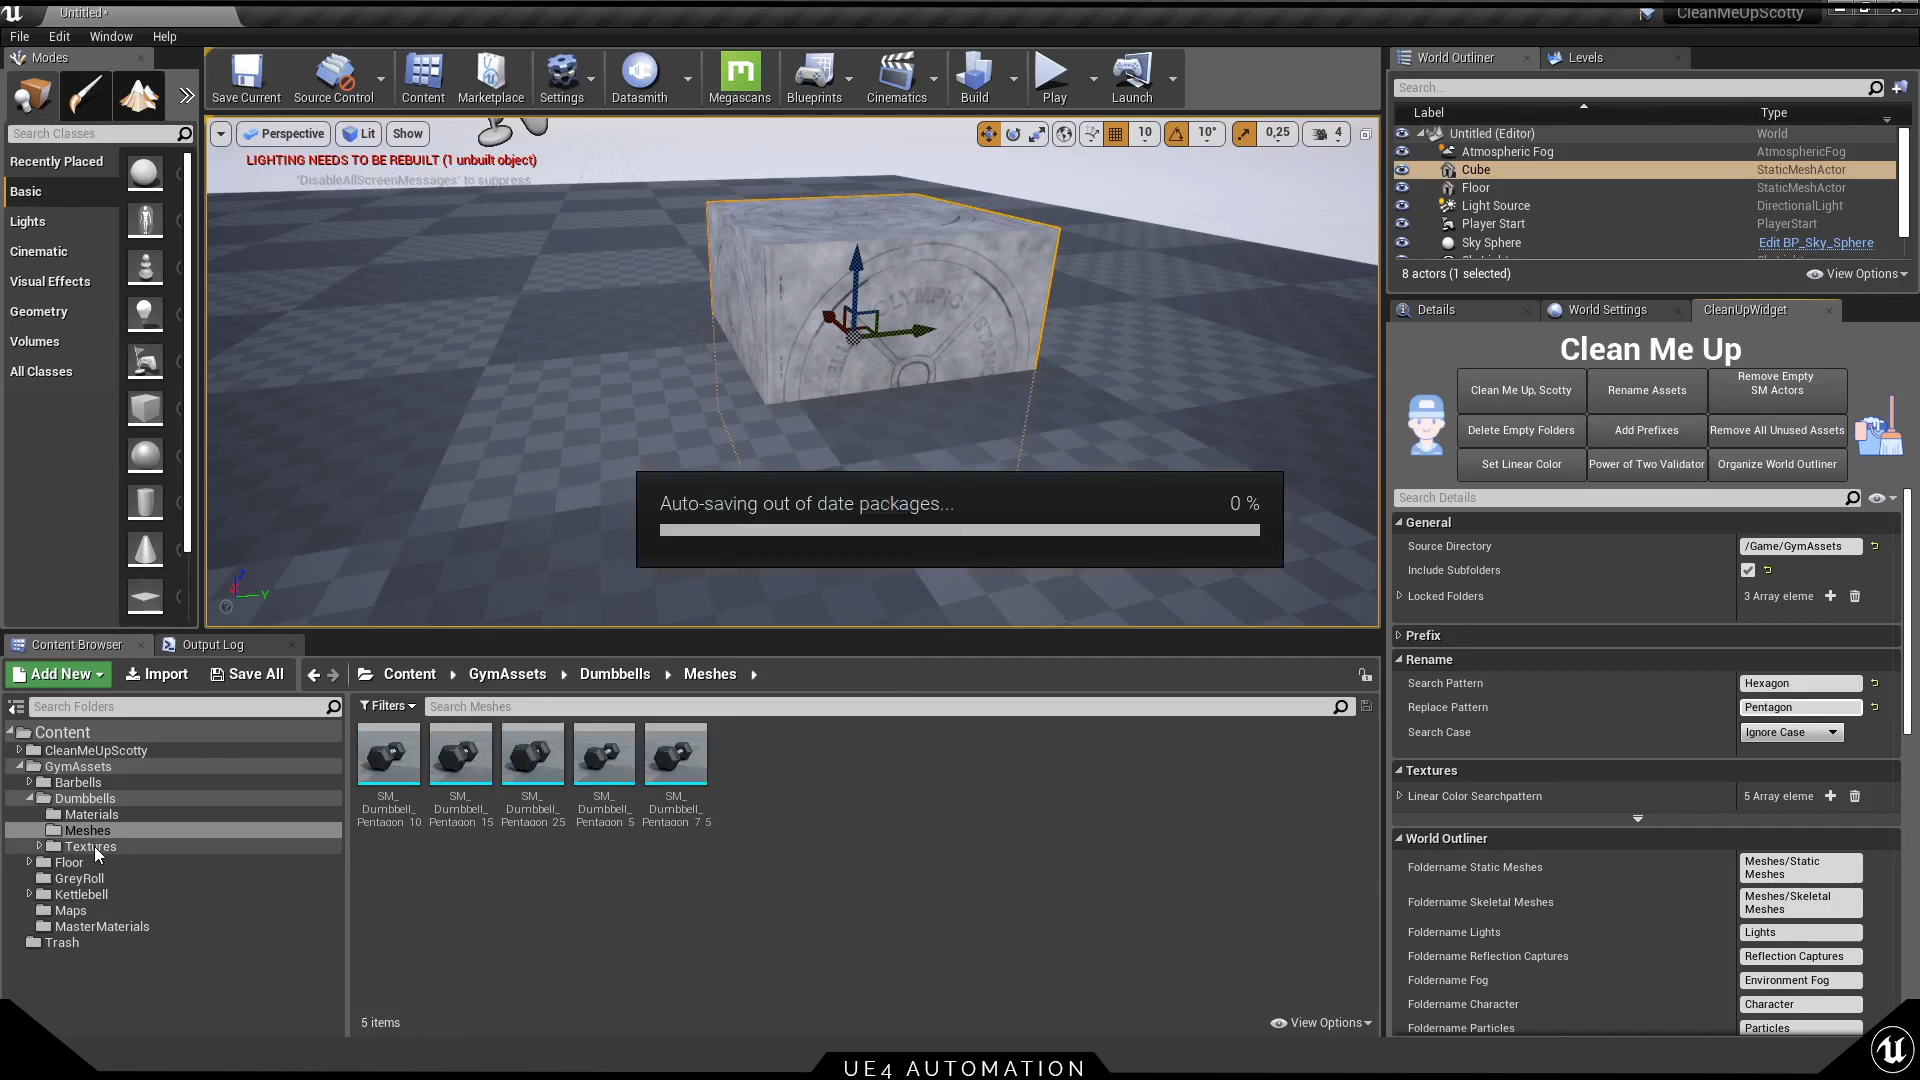 Untitled*
CleanMeUpScotty
File Edit Window Help
Modes
Save Current
Source Control
Content
Marketplace
Settings
Datasmith
Megascans
Blueprints
Cinematics
Build
Play
Launch
Search Classes
Recently Placed
Basic
Lights
Cinematic
Visual Effects
Geometry
Volumes
All Classes
Perspective
Lit
Show
10
10°
0,25
4
LIGHTING NEEDS TO BE REBUILT (1 unbuilt object)
'DisableAllScreenMessages' to suppress
OLYMPIC
Z
Y
Auto-saving out of date packages... 0 %
World Outliner
Levels
Search...
Label Type
Untitled (Editor) World
Atmospheric Fog AtmosphericFog
Cube StaticMeshActor
Floor StaticMeshActor
Light Source DirectionalLight
Player Start PlayerStart
Sky Sphere Edit BP_Sky_Sphere
8 actors (1 selected)
View Options
Details
World Settings
CleanUpWidget
Clean Me Up
Clean Me Up, Scotty
Rename Assets
Remove Empty
SM Actors
Delete Empty Folders
Add Prefixes
Remove All Unused Assets
Set Linear Color
Power of Two Validator
Organize World Outliner
Search Details
General
Source Directory /Game/GymAssets
Include Subfolders
Locked Folders 3 Array eleme
Prefix
Rename
Search Pattern Hexagon
Replace Pattern Pentagon
Search Case Ignore Case
Textures
Linear Color Searchpattern 5 Array eleme
World Outliner
Foldername Static Meshes Meshes/Static
Meshes
Foldername Skeletal Meshes Meshes/Skeletal
Meshes
Foldername Lights Lights
Foldername Reflection Captures Reflection Captures
Foldername Fog Environment Fog
Foldername Character Character
Foldername Particles Particles
Content Browser
Output Log
Add New
Import
Save All
Content
GymAssets
Dumbbells
Meshes
Search Folders
Filters
Search Meshes
Content
CleanMeUpScotty
GymAssets
Barbells
Dumbbells
Materials
Meshes
Textures
Floor
GreyRoll
Kettlebell
Maps
MasterMaterials
Trash
SM_
Dumbbell_
Pentagon_10
SM_
Dumbbell_
Pentagon_15
SM_
Dumbbell_
Pentagon_25
SM_
Dumbbell_
Pentagon_5
SM_
Dumbbell_
Pentagon_7_5
5 items
View Options
UE4 AUTOMATION